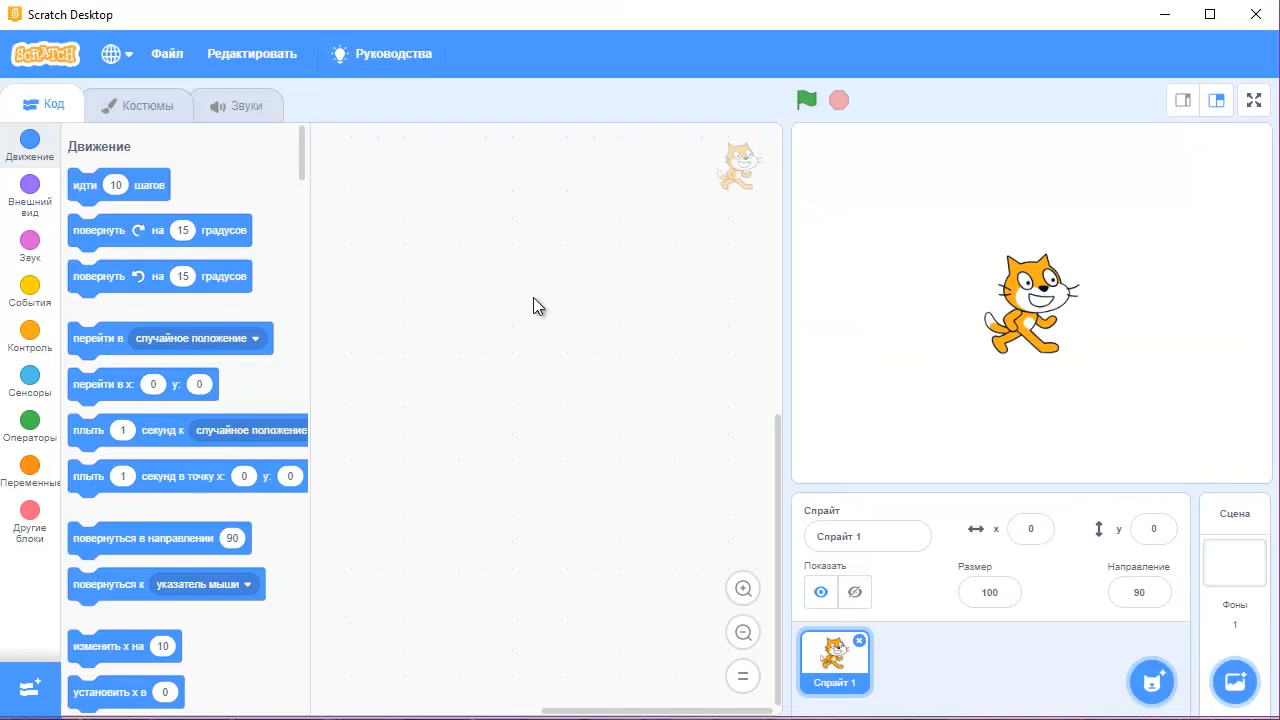 Scratch Desktop
SCRATCH
Файл
Редактировать
Руководства
Код
Костюмы
Звуки
Движение
Внешний вид
Звук
События
Контроль
Сенсоры
Операторы
Переменные
Другие блоки
Движение
идти 10 шагов
повернуть на 15 градусов
повернуть на 15 градусов
перейти в случайное положение
перейти в x: 0 y: 0
плыть 1 секунд к случайное положение
плыть 1 секунд в точку x: 0 y: 0
повернуться в направлении 90
повернуться к указатель мыши
изменить x на 10
установить x в 0
Спрайт
Спрайт 1
x 0
y 0
Показать
Размер
100
Направление
90
Спрайт 1
Сцена
Фоны
1